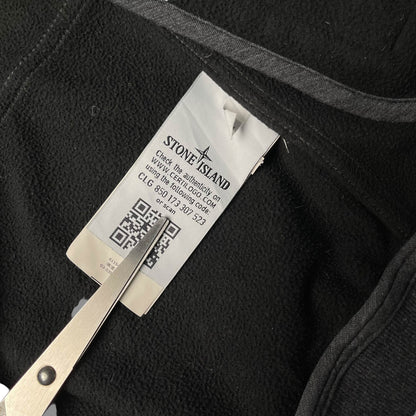 STONE ISLAND
Check the authenticity on
WWW.CERTILOGO.COM
using the following code:
CLG 850 173 307 523
or scan